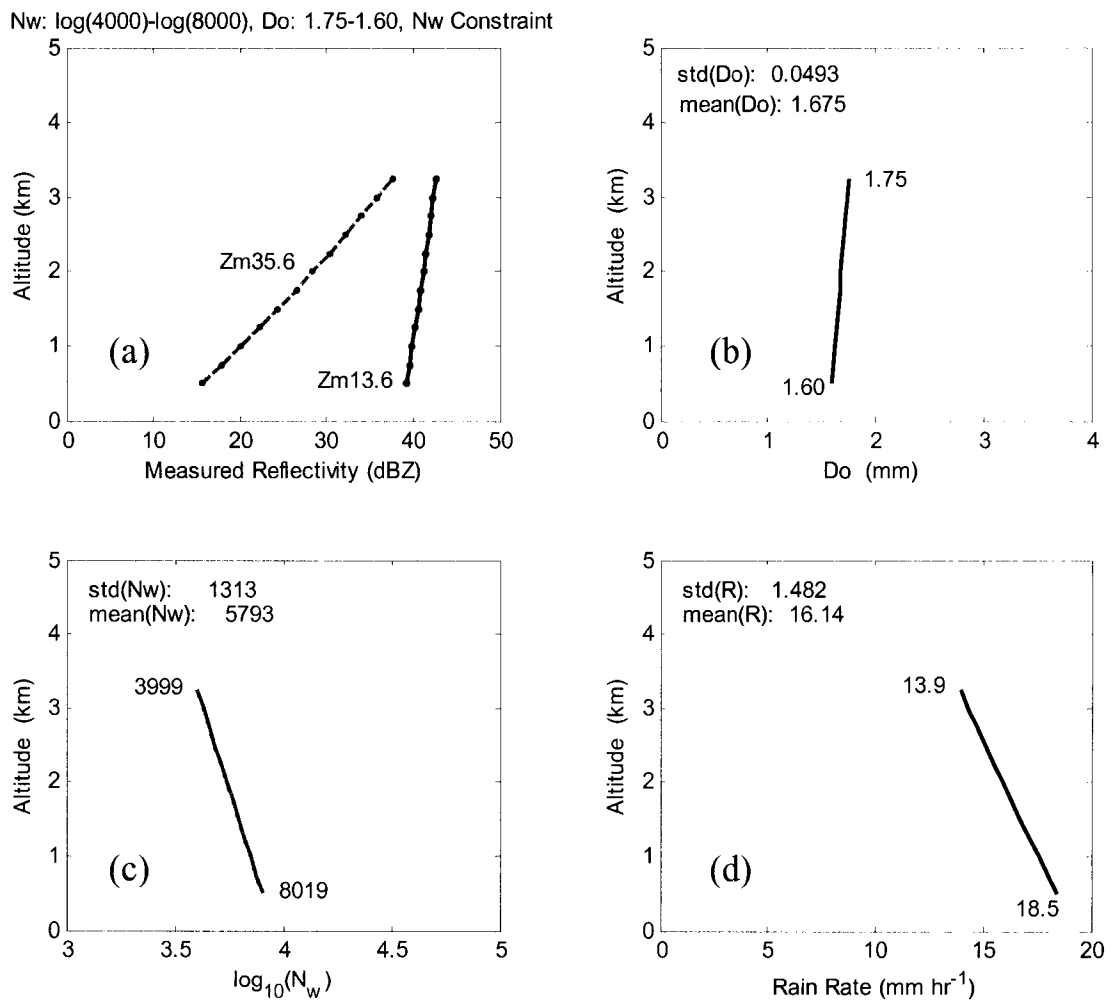 Nw: log(4000)-log(8000), Do: 1.75-1.60, Nw Constraint
5
4
3
2
1
0
Altitude (km)
Zm35.6
(a)
Zm13.6
0 10 20 30 40 50
Measured Reflectivity (dBZ)
5
4
3
2
1
0
Altitude (km)
std(Do): 0.0493
mean(Do): 1.675
1.75
(b)
1.60
0 1 2 3 4
Do (mm)
5
4
3
2
1
0
Altitude (km)
std(Nw): 1313
mean(Nw): 5793
3999
(c)
8019
3 3.5 4 4.5 5
log10(Nw)
5
4
3
2
1
0
Altitude (km)
std(R): 1.482
mean(R): 16.14
13.9
(d)
18.5
0 5 10 15 20
Rain Rate (mm hr-1)